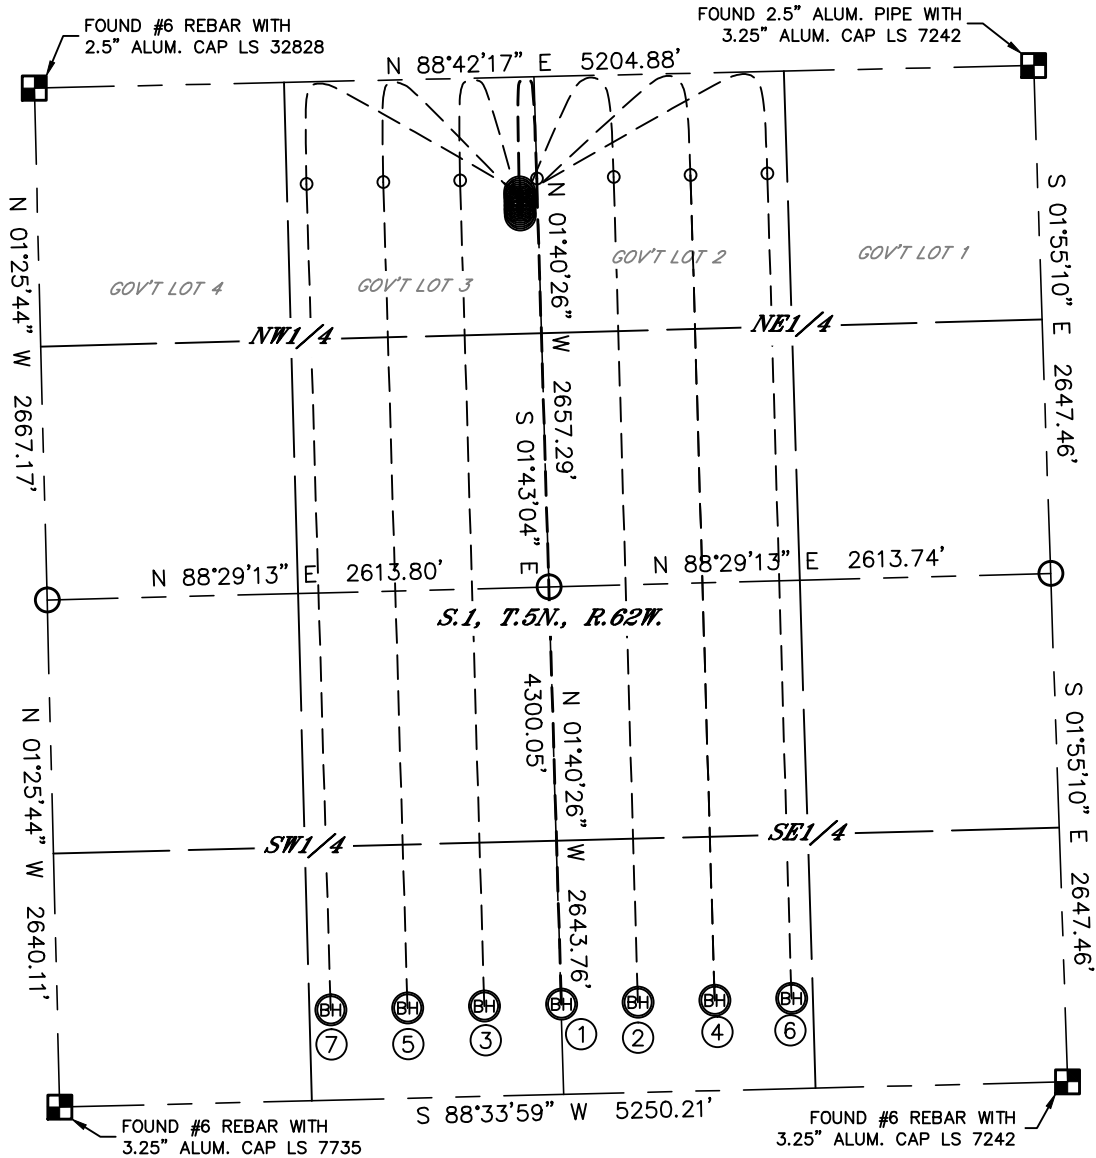 FOUND #6 REBAR WITH
2.5" ALUM. CAP LS 32828
FOUND 2.5" ALUM. PIPE WITH
3.25" ALUM. CAP LS 7242
N 88°42'17" E 5204.88'
N 01°25'44" W 2667.17'
N 01°40'26" W 2657.29'
S 01°55'10" E 2647.46'
GOV'T LOT 4
GOV'T LOT 3
GOV'T LOT 2
GOV'T LOT 1
NW1/4
NE1/4
S 01°43'04" E
4300.05'
N 88°29'13" E 2613.80'
N 88°29'13" E 2613.74'
S.1, T.5N., R.62W.
N 01°25'44" W 2640.11'
N 01°40'26" W 2643.76'
S 01°55'10" E 2647.46'
SW1/4
SE1/4
BH
BH
BH
BH
BH
BH
BH
7
5
3
1
2
4
6
S 88°33'59" W 5250.21'
FOUND #6 REBAR WITH
3.25" ALUM. CAP LS 7735
FOUND #6 REBAR WITH
3.25" ALUM. CAP LS 7242